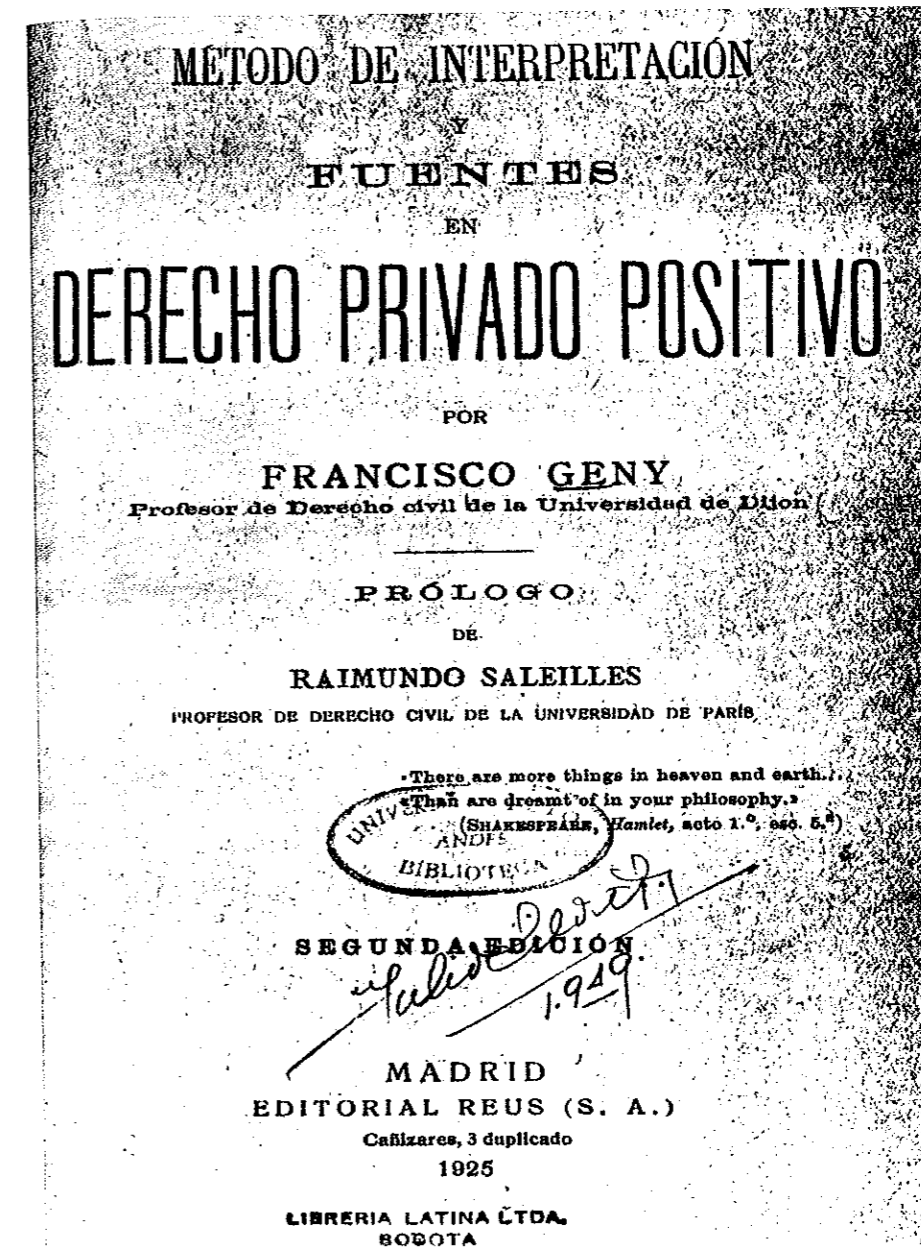 MÉTODO DE INTERPRETACIÓN
Y
FUENTES
EN
DERECHO PRIVADO POSITIVO
POR
FRANCISCO GENY
Profesor de Derecho civil de la Universidad de Dijon
PRÓLOGO
DE
RAIMUNDO SALEILLES
PROFESOR DE DERECHO CIVIL DE LA UNIVERSIDAD DE PARÍS
«There are more things in heaven and earth...
«Than are dreamt of in your philosophy.»
(SHAKESPEARE, Hamlet, acto 1.º, esc. 5.ª)
ANDES
BIBLIOTECA
SEGUNDA EDICIÓN
1.949
MADRID
EDITORIAL REUS (S. A.)
Cañizares, 3 duplicado
1925
LIBRERIA LATINA LTDA.
BOGOTA